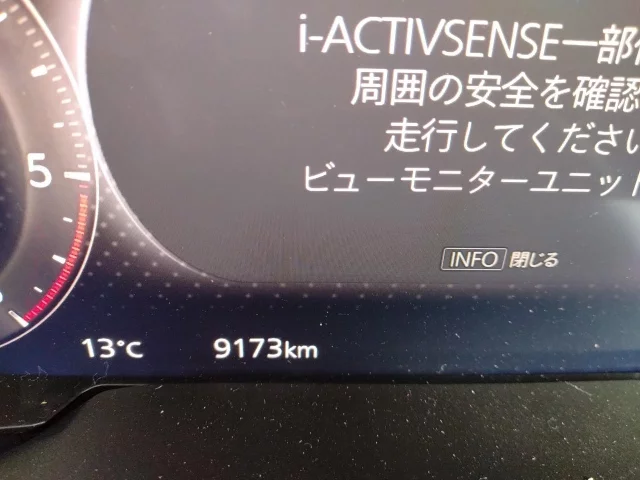 i-ACTIVSENSE一部
周囲の安全を確認
走行してくださ
ビューモニターユニッ
INFO 閉じる
5
13℃
9173km